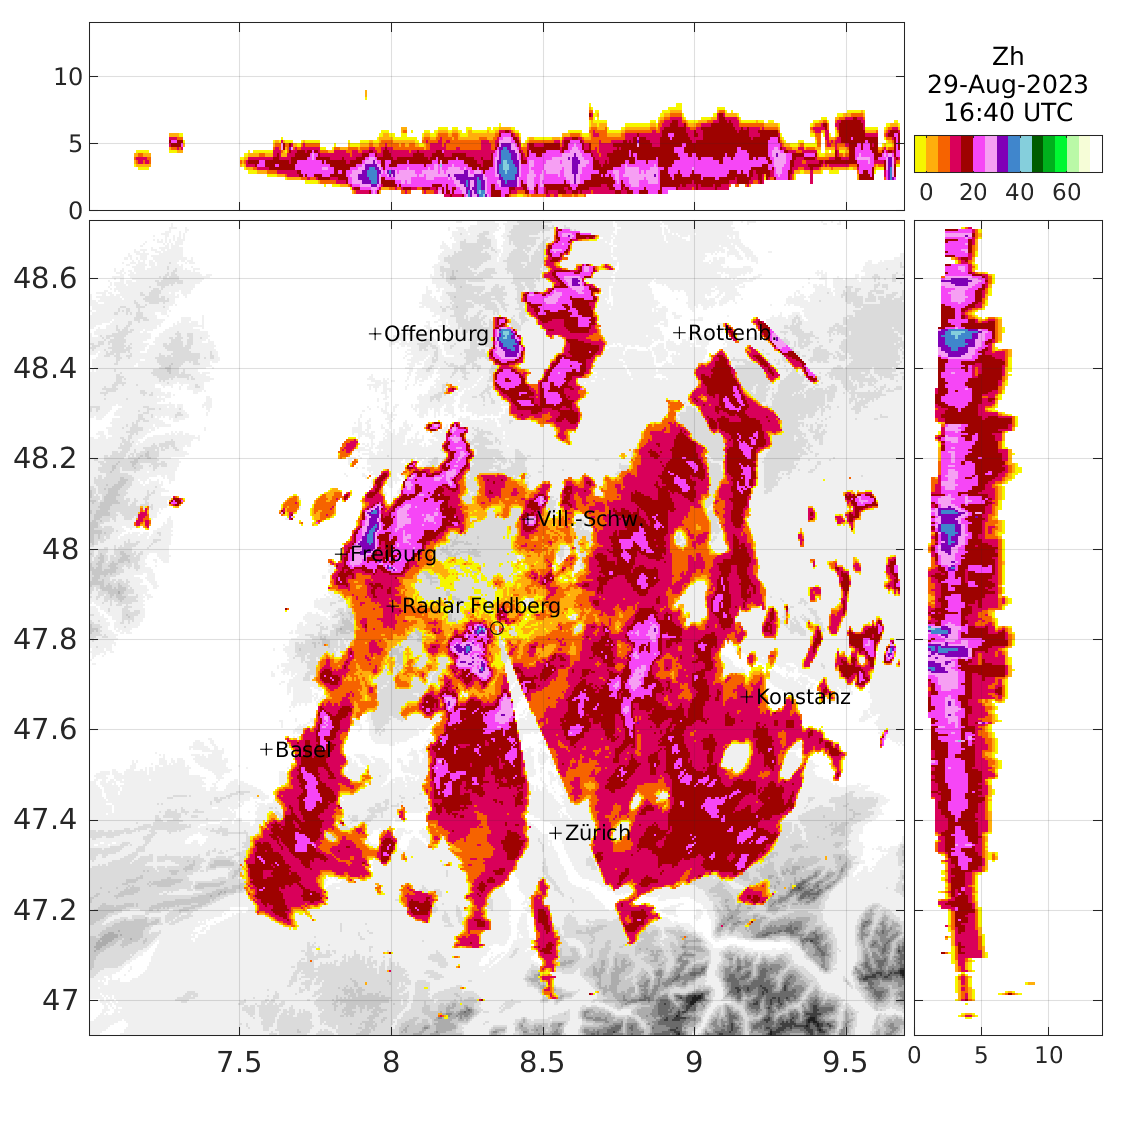 Zh
29-Aug-2023
16:40 UTC
0 20 40 60
10
5
0
48.6
48.4
48.2
48
47.8
47.6
47.4
47.2
47
+Offenburg
+Rottenb.
+Vill.-Schw.
+Freiburg
+Radar Feldberg
+Konstanz
+Basel
+Zürich
7.5 8 8.5 9 9.5
0 5 10